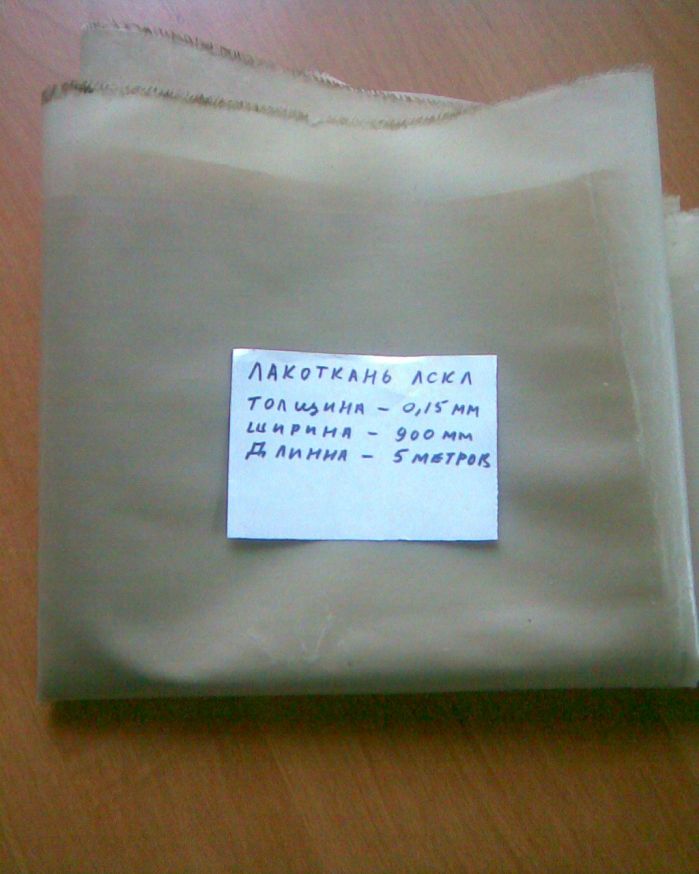 ЛАКОТКАНЬ ЛСКЛ
ТОЛЩИНА – 0,15 ММ
ШИРИНА – 900 ММ
ДЛИННА – 5 МЕТРОВ